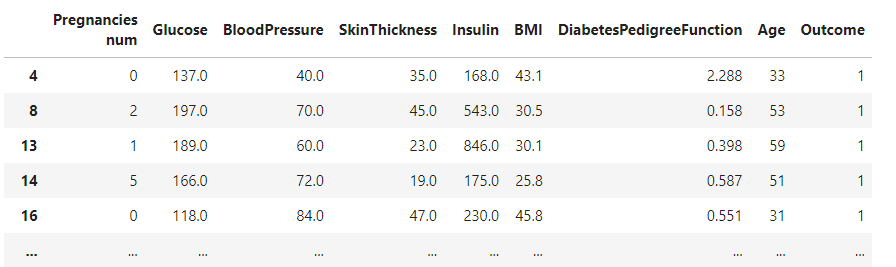 Pregnancies num Glucose BloodPressure SkinThickness Insulin BMI DiabetesPedigreeFunction Age Outcome
4 0 137.0 40.0 35.0 168.0 43.1 2.288 33 1
8 2 197.0 70.0 45.0 543.0 30.5 0.158 53 1
13 1 189.0 60.0 23.0 846.0 30.1 0.398 59 1
14 5 166.0 72.0 19.0 175.0 25.8 0.587 51 1
16 0 118.0 84.0 47.0 230.0 45.8 0.551 31 1
... ... ... ... ... ... ... ... ... ...